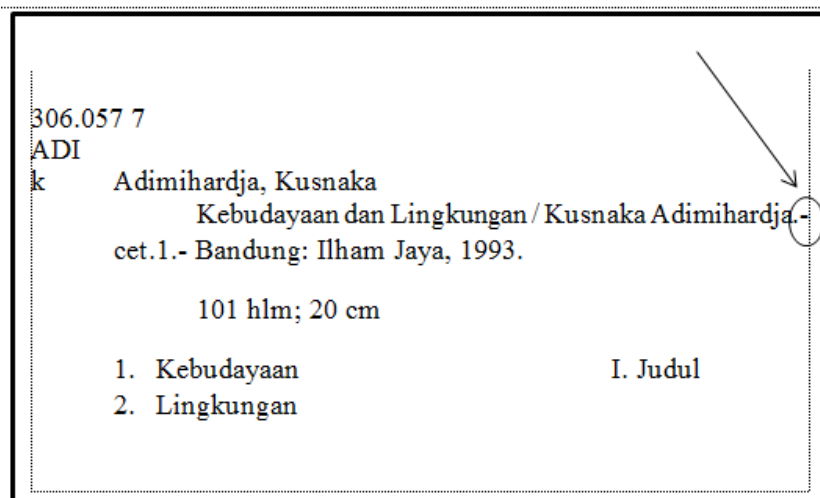 306.057 7
ADI
k Adimihardja, Kusnaka
Kebudayaan dan Lingkungan / Kusnaka Adimihardja.-
cet.1.- Bandung: Ilham Jaya, 1993.
101 hlm; 20 cm
1. Kebudayaan I. Judul
2. Lingkungan